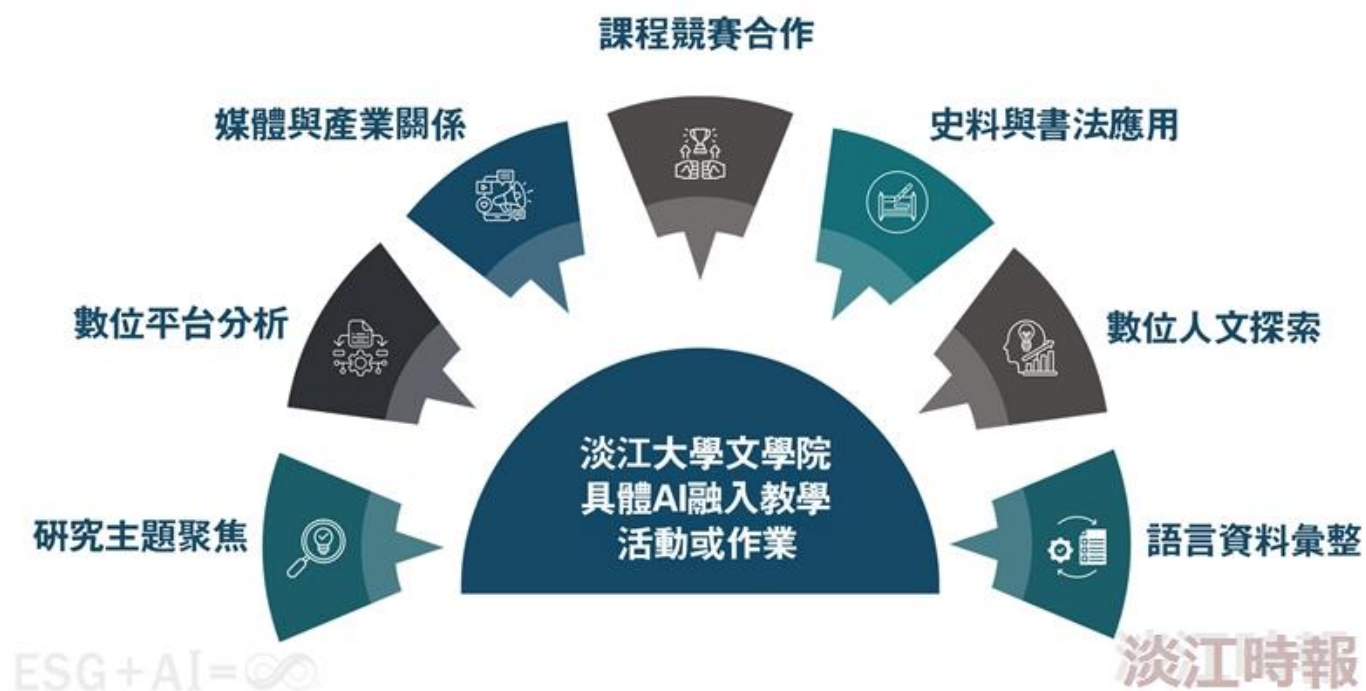 課程競賽合作
媒體與產業關係
史料與書法應用
數位平台分析
數位人文探索
研究主題聚焦
語言資料彙整
淡江大學文學院
具體AI融入教學
活動或作業
ESG+AI=∞
淡江時報